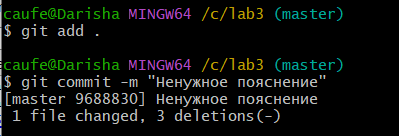 caufe@Darisha MINGW64 /c/lab3 (master)
$ git add .
caufe@Darisha MINGW64 /c/lab3 (master)
$ git commit -m "Ненужное пояснение"
[master 9688830] Ненужное пояснение
1 file changed, 3 deletions(-)